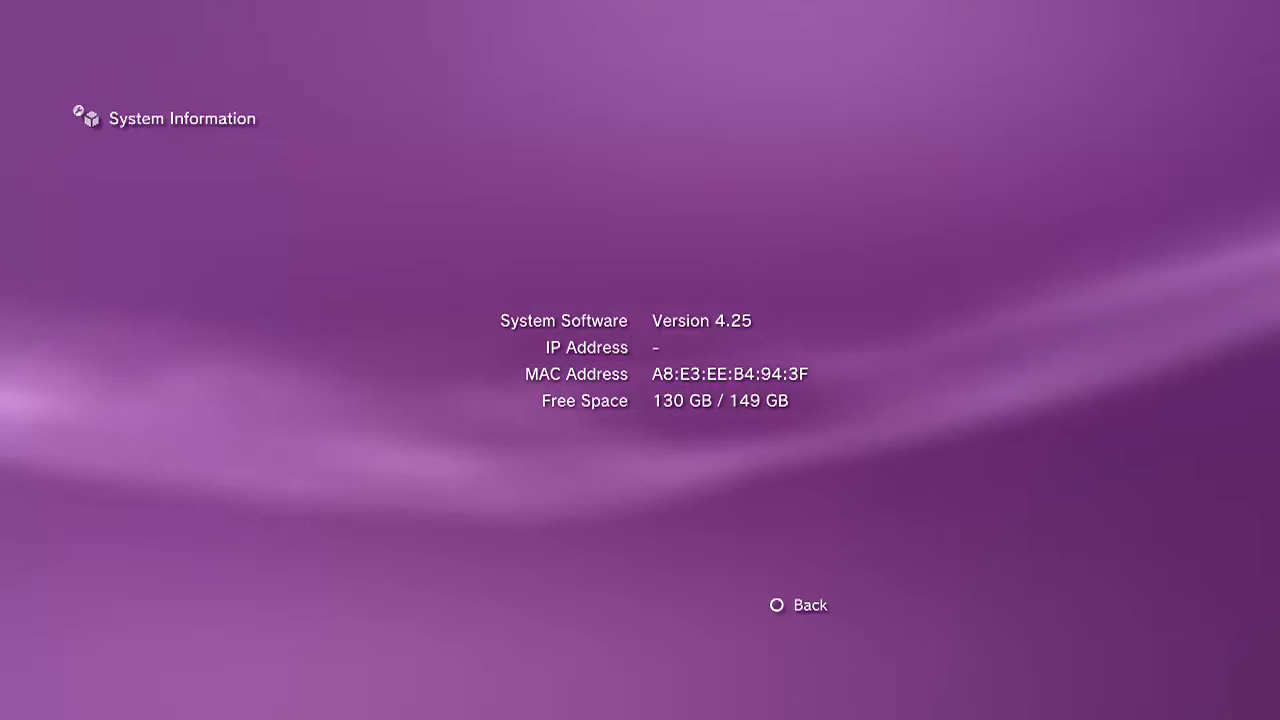 System Information
System Software Version 4.25
IP Address -
MAC Address A8:E3:EE:B4:94:3F
Free Space 130 GB / 149 GB
Back